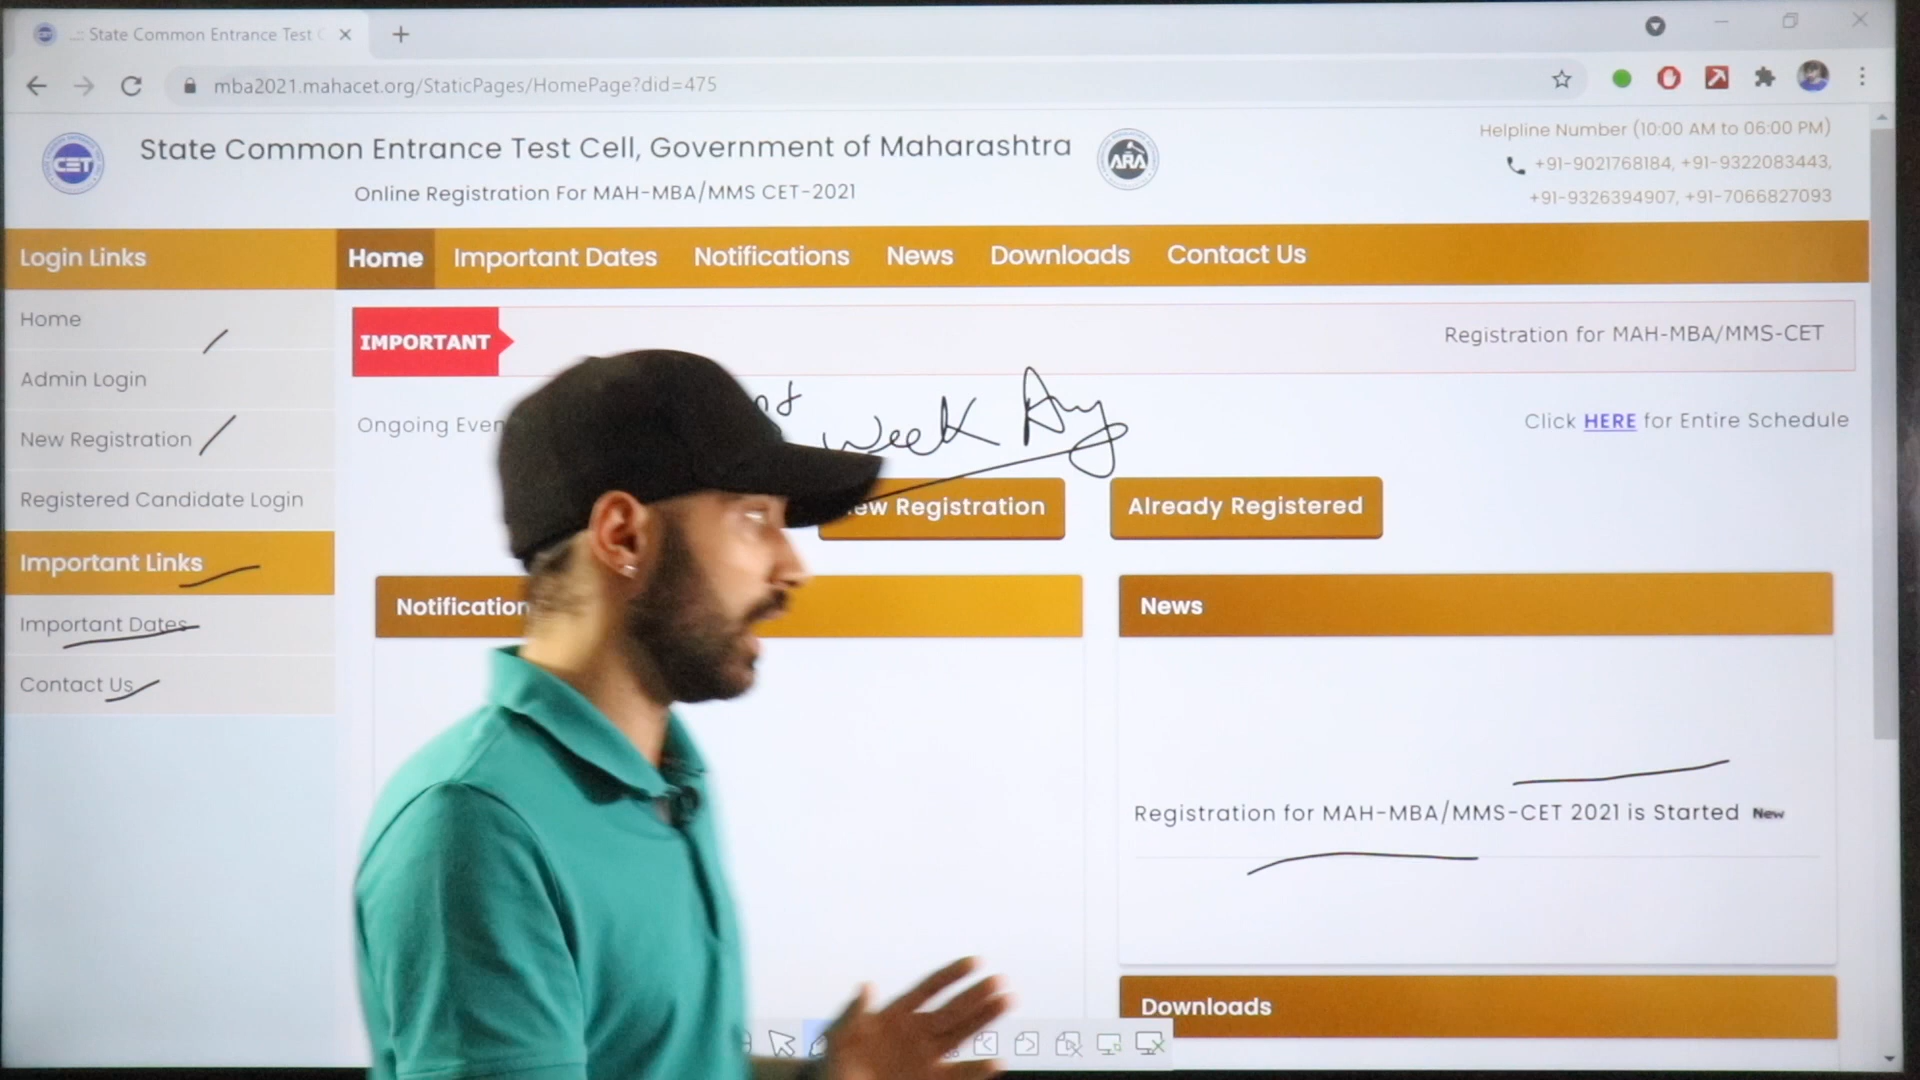 State Common Entrance Test C
mba2021.mahacet.org/StaticPages/HomePage?did=475
CET
State Common Entrance Test Cell, Government of Maharashtra
Online Registration For MAH-MBA/MMS CET-2021
ARA
Helpline Number (10:00 AM to 06:00 PM)
+91-9021768184, +91-9322083443,
+91-9326394907, +91-7066827093
Login Links
Home Important Dates Notifications News Downloads Contact Us
Home
Admin Login
New Registration
Registered Candidate Login
Important Links
Important Dates
Contact Us
IMPORTANT
Registration for MAH-MBA/MMS-CET
Ongoing Even
Week
Click HERE for Entire Schedule
ew Registration
Already Registered
Notification
News
Registration for MAH-MBA/MMS-CET 2021 is Started New
Downloads